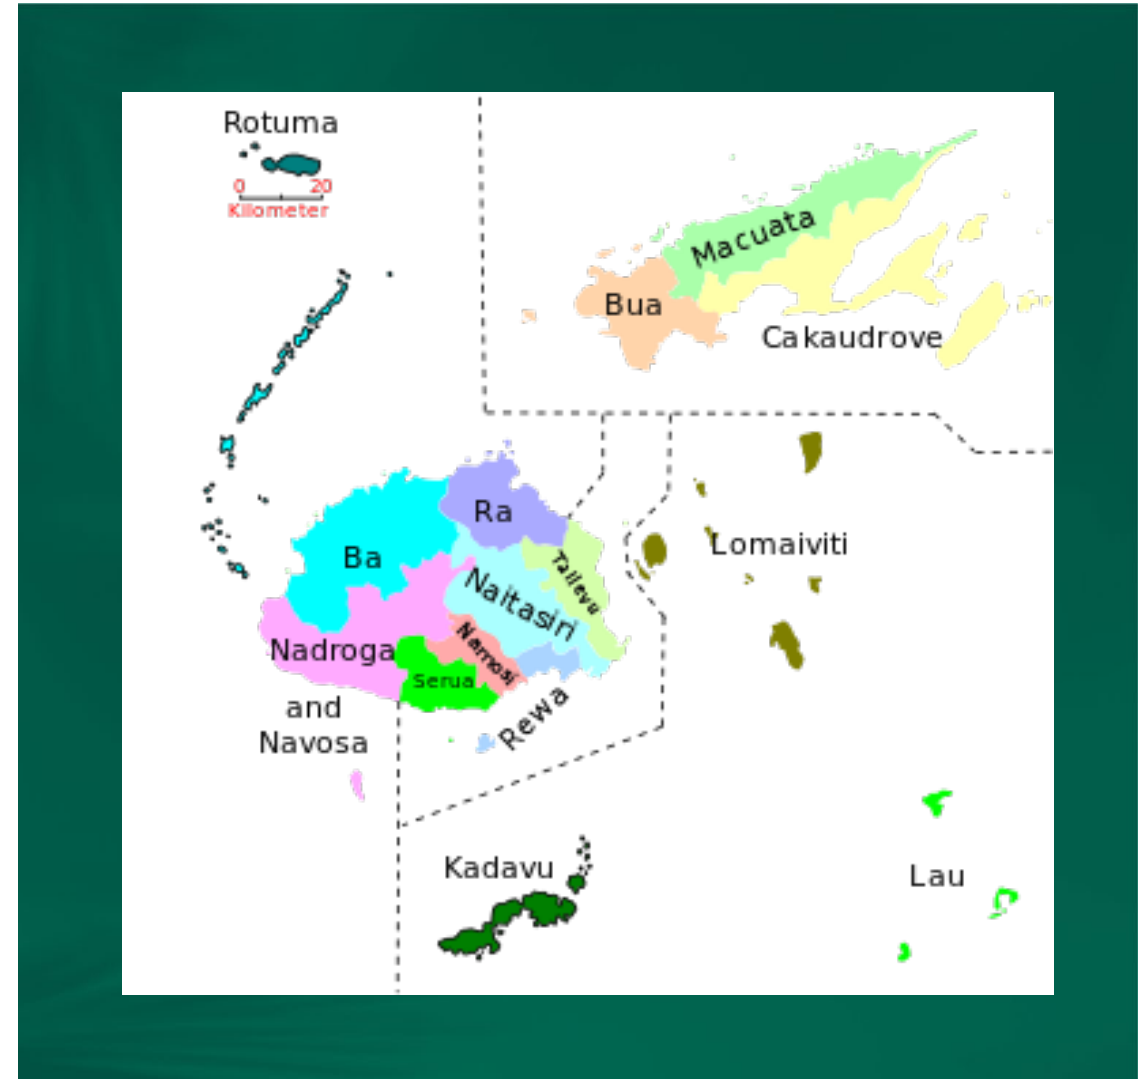 Rotuma
0 20
Kilometer
Macuata
Bua
Cakaudrove
Ra
Lomaiviti
Ba
Tailevu
Naitasiri
Nadroga
Namosi
Serua
and
Navosa
Rewa
Kadavu
Lau